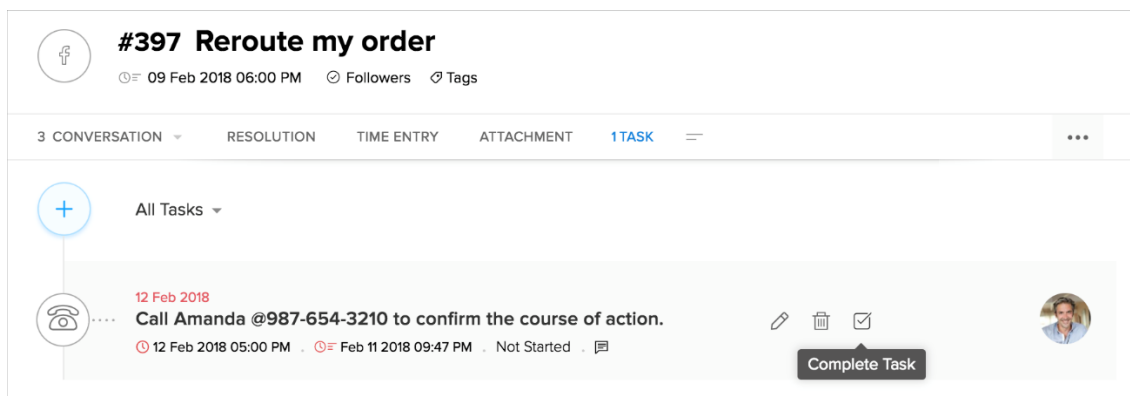 #397 Reroute my order
09 Feb 2018 06:00 PM Followers Tags
3 CONVERSATION RESOLUTION TIME ENTRY ATTACHMENT 1 TASK
All Tasks
12 Feb 2018
Call Amanda @987-654-3210 to confirm the course of action.
12 Feb 2018 05:00 PM . Feb 11 2018 09:47 PM . Not Started .
Complete Task